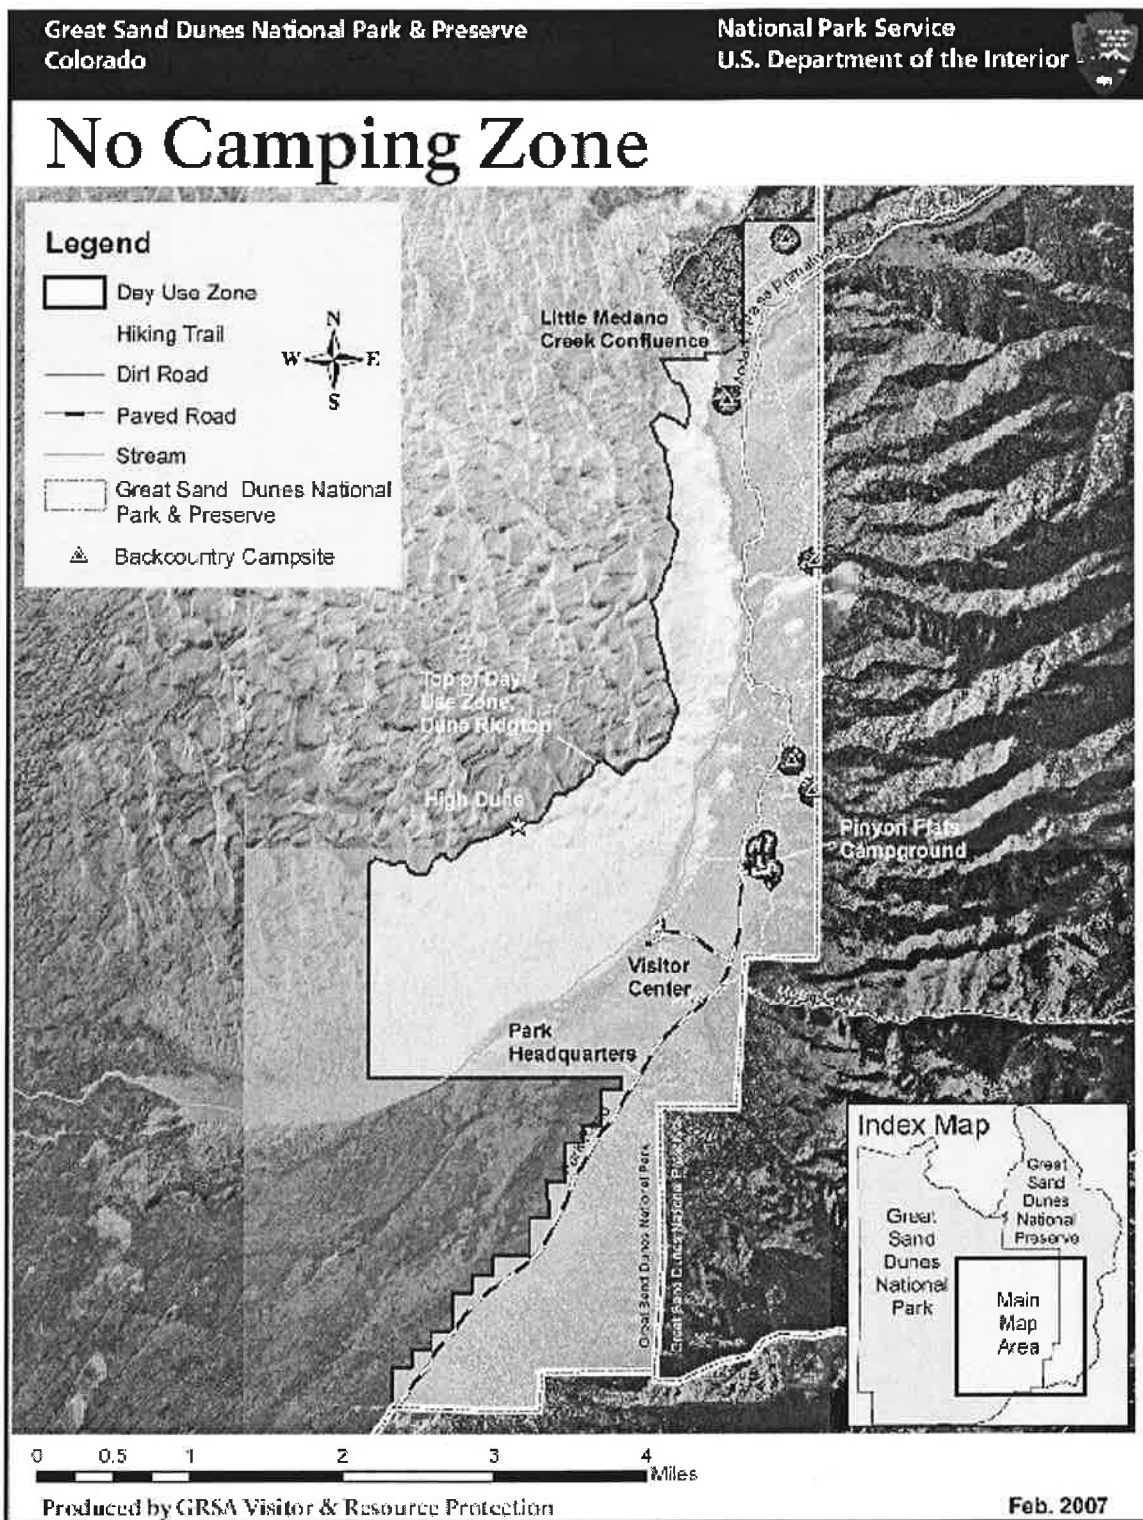 Great Sand Dunes National Park & Preserve
Colorado
National Park Service
U.S. Department of the Interior
No Camping Zone
Legend
Day Use Zone
Hiking Trail
Dirt Road
Paved Road
Stream
Great Sand Dunes National
Park & Preserve
Backcountry Campsite
N
W E
S
Little Medano
Creek Confluence
Top of Day
Use Zone,
Dune Ridgtop
High Dune
Pinyon Flats
Campground
Visitor
Center
Park
Headquarters
Great Sand Dunes National Park
Great Sand Dunes National Preserve
Index Map
Great
Sand
Dunes
National
Park
Great
Sand
Dunes
National
Preserve
Main
Map
Area
0 0.5 1 2 3 4
Miles
Produced by GRSA Visitor & Resource Protection
Feb. 2007